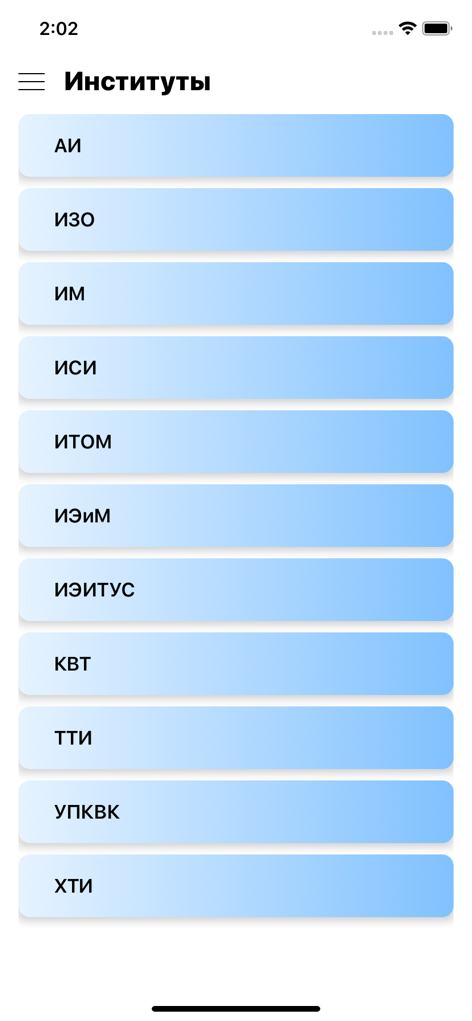 2:02
Институты
АИ
ИЗО
ИМ
ИСИ
ИТОМ
ИЭиМ
ИЭИТУС
КВТ
ТТИ
УПКВК
ХТИ